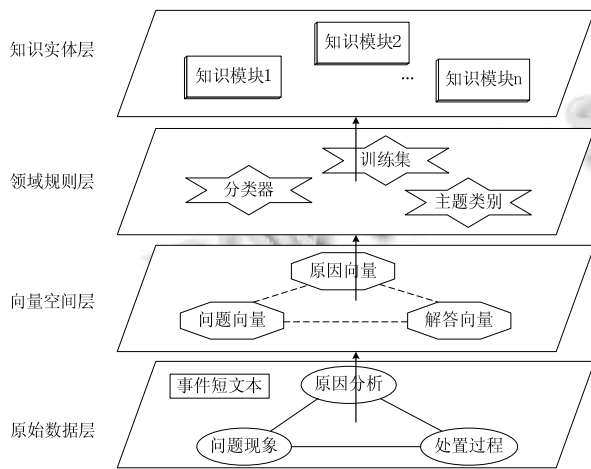 知识实体层
知识模块2
知识模块1
...
知识模块n
领域规则层
训练集
分类器
主题类别
向量空间层
原因向量
问题向量
解答向量
原始数据层
事件短文本
原因分析
问题现象
处置过程